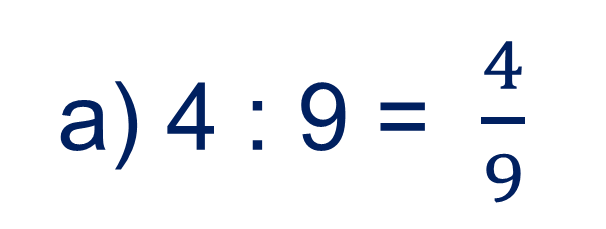 a) 4 : 9 = 4/9